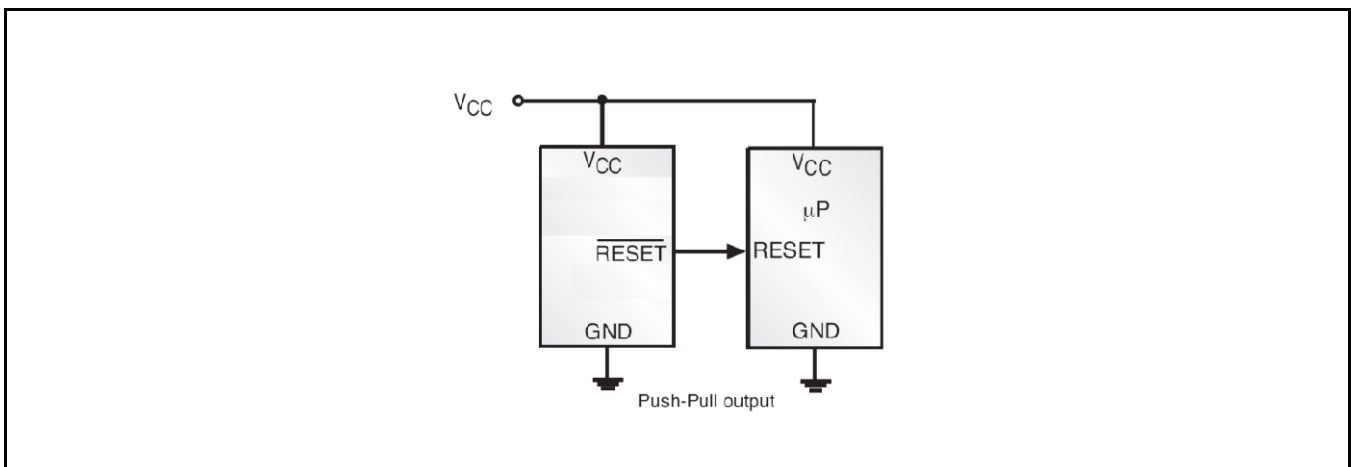 VCC
VCC
VCC
μP
RESET
RESET
GND
GND
Push-Pull output